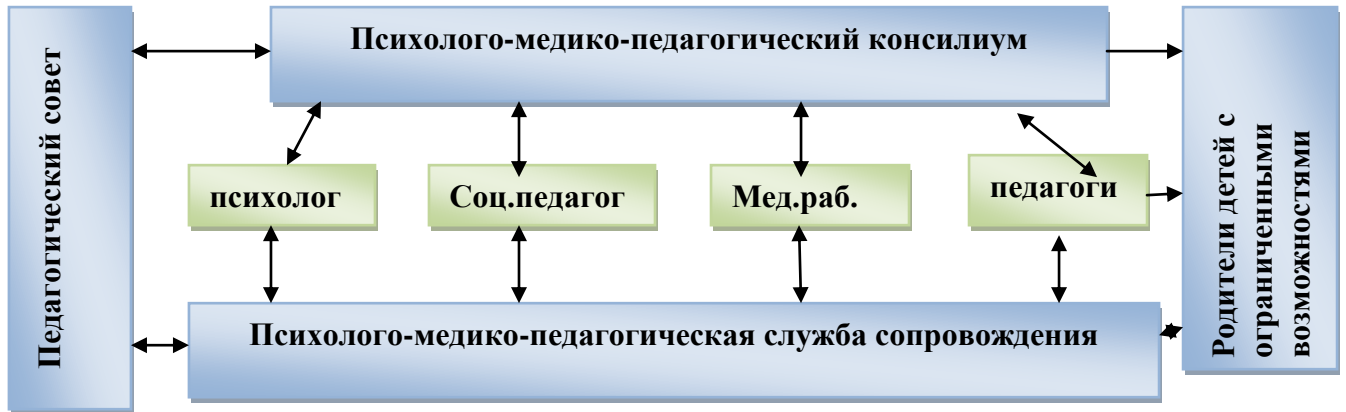 Педагогический совет
Психолого-медико-педагогический консилиум
психолог
Соц.педагог
Мед.раб.
педагоги
Психолого-медико-педагогическая служба сопровождения
Родители детей с
ограниченными
возможностями